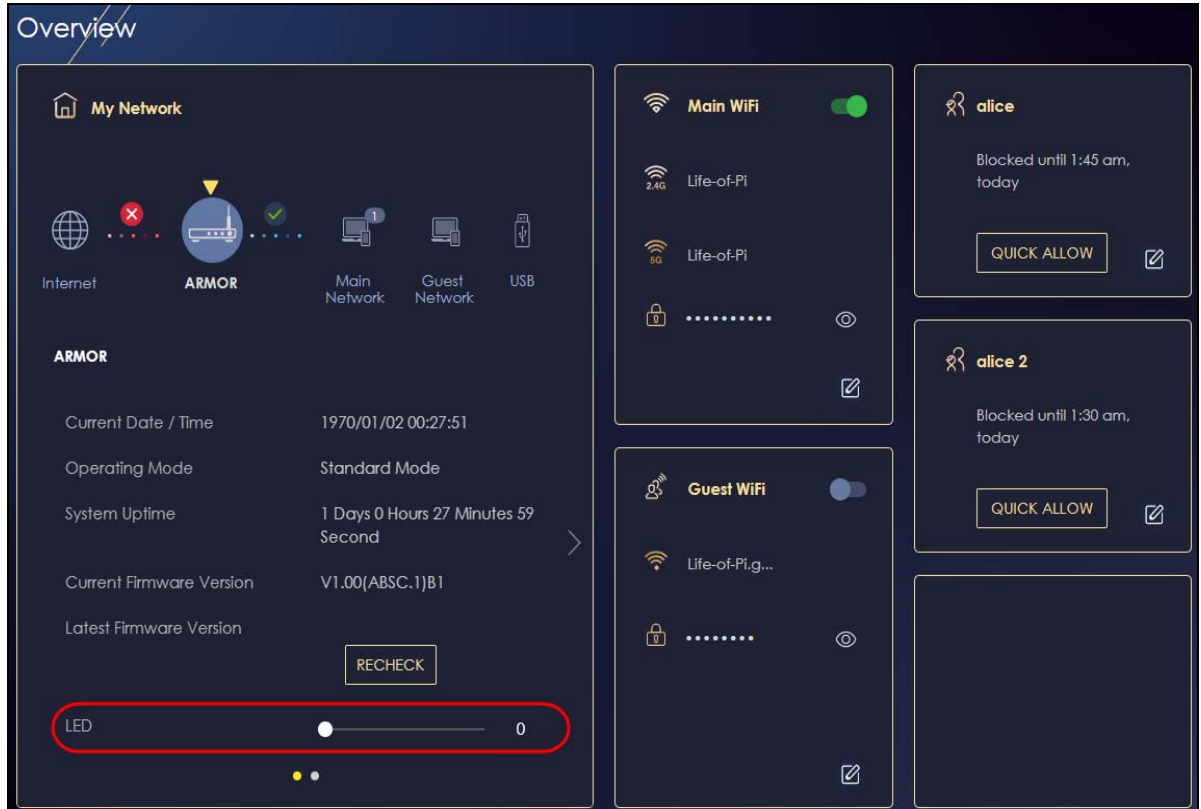 Overview
My Network
1
Internet
ARMOR
Main
Network
Guest
Network
USB
ARMOR
Current Date / Time 1970/01/02 00:27:51
Operating Mode Standard Mode
System Uptime 1 Days 0 Hours 27 Minutes 59
Second
Current Firmware Version V1.00(ABSC.1)B1
Latest Firmware Version
RECHECK
LED 0
Main WiFi
2.4G Life-of-Pi
5G Life-of-Pi
••••••••••
Guest WiFi
Life-of-Pi.g...
••••••••
alice
Blocked until 1:45 am,
today
QUICK ALLOW
alice 2
Blocked until 1:30 am,
today
QUICK ALLOW